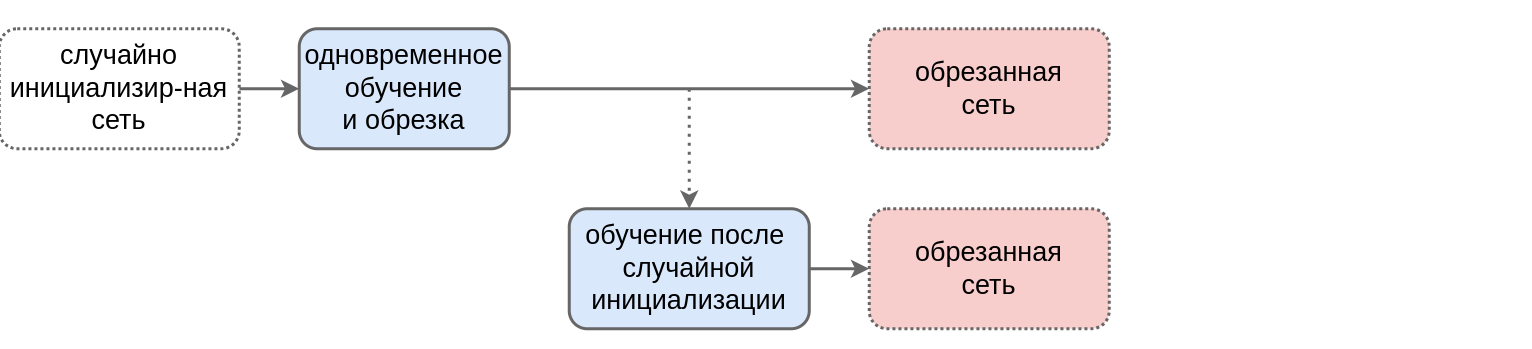 случайно
инициализир-ная
сеть
одновременное
обучение
и обрезка
обрезанная
сеть
обучение после
случайной
инициализации
обрезанная
сеть